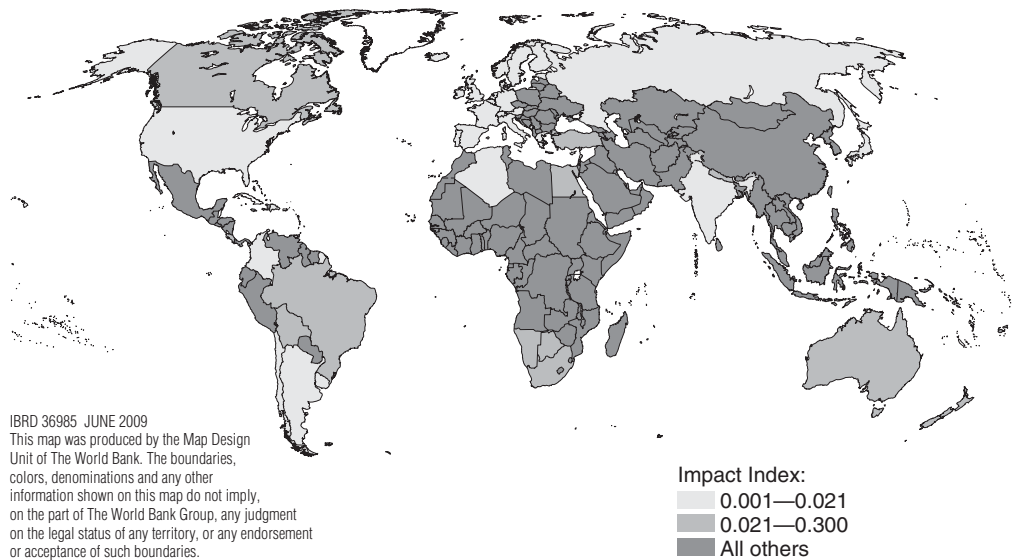 IBRD 36985 JUNE 2009
This map was produced by the Map Design
Unit of The World Bank. The boundaries,
colors, denominations and any other
information shown on this map do not imply,
on the part of The World Bank Group, any judgment
on the legal status of any territory, or any endorsement
or acceptance of such boundaries.
Impact Index:
0.001—0.021
0.021—0.300
All others